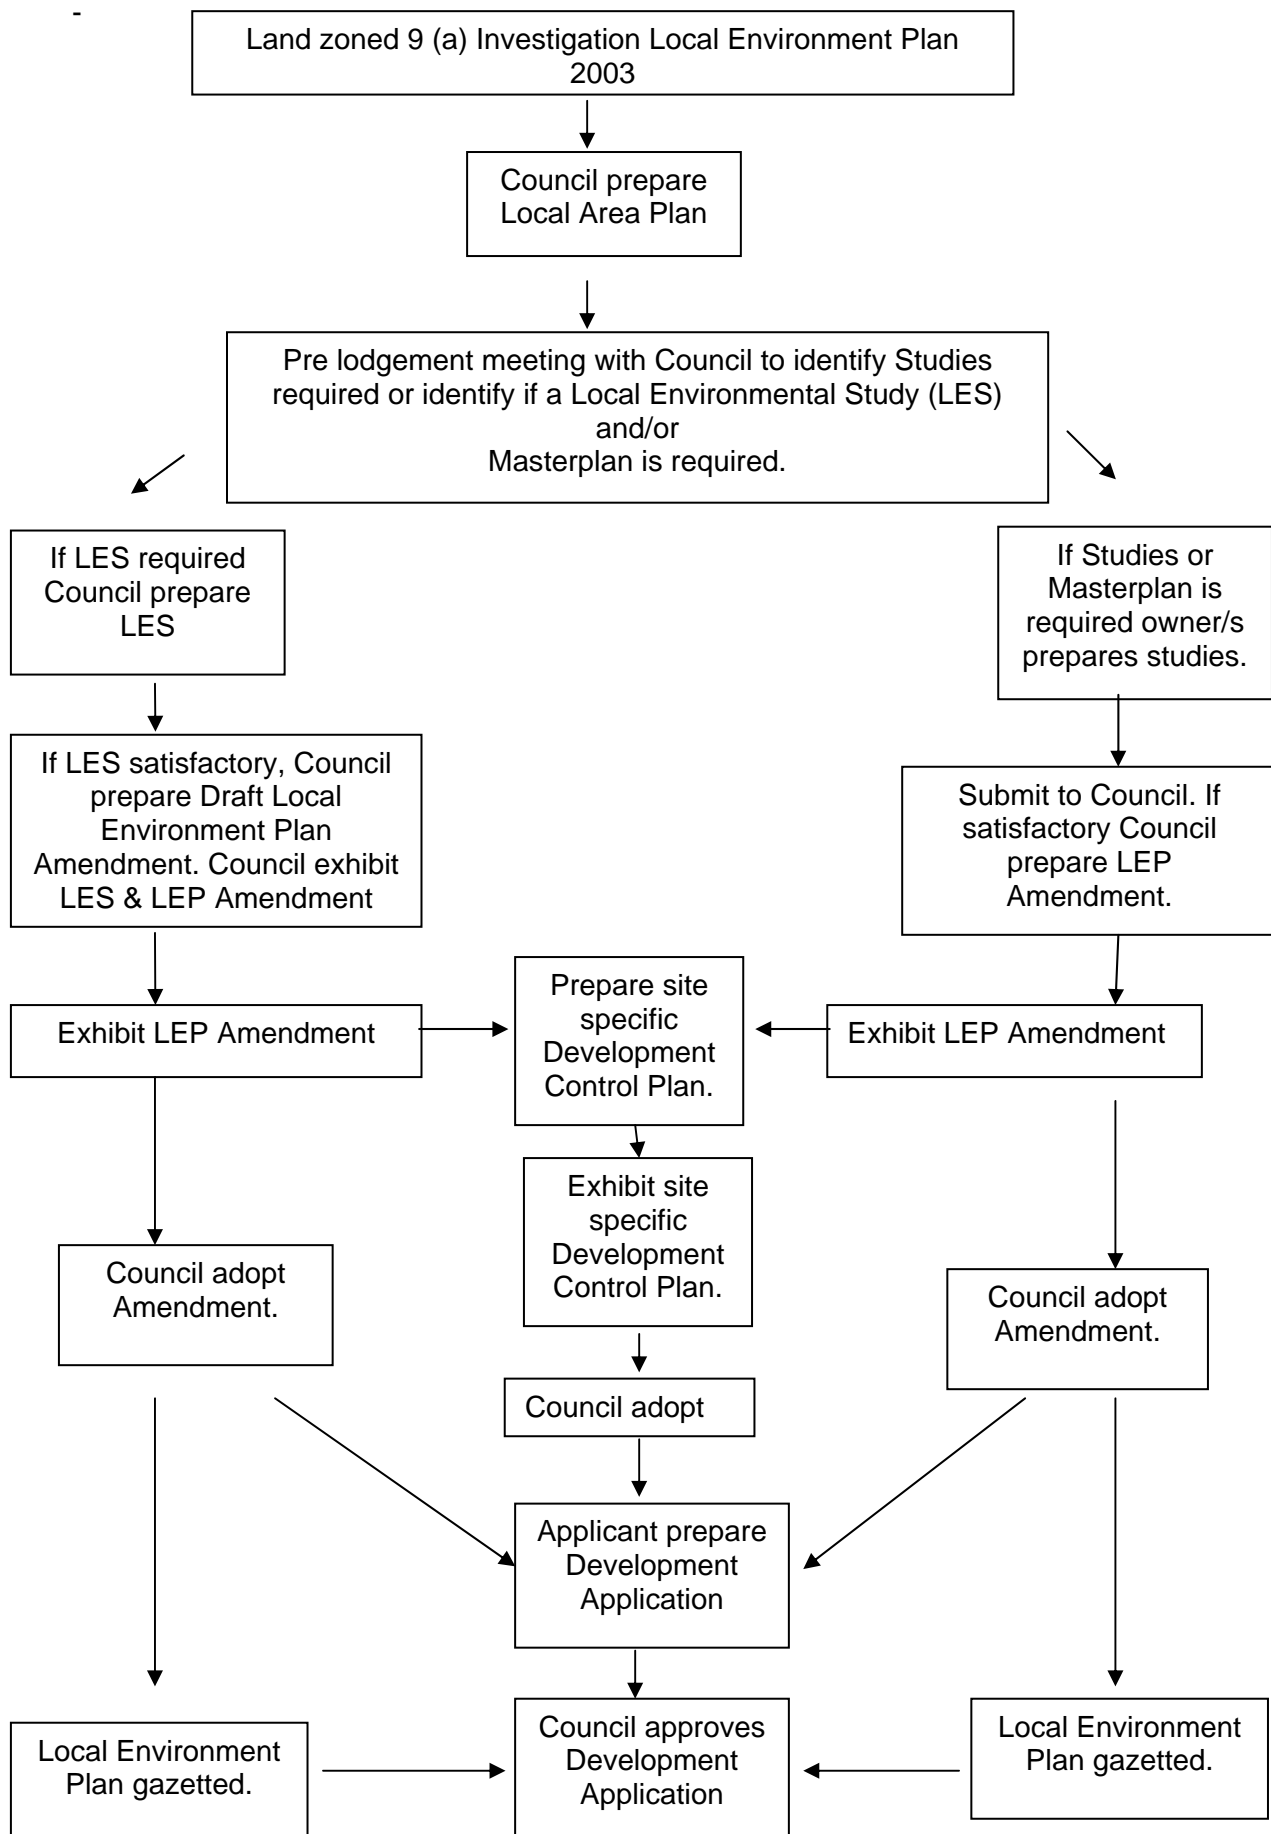 -
Land zoned 9 (a) Investigation Local Environment Plan
2003
Council prepare
Local Area Plan
Pre lodgement meeting with Council to identify Studies
required or identify if a Local Environmental Study (LES)
and/or
Masterplan is required.
If LES required
Council prepare
LES
If Studies or
Masterplan is
required owner/s
prepares studies.
If LES satisfactory, Council
prepare Draft Local
Environment Plan
Amendment. Council exhibit
LES & LEP Amendment
Submit to Council. If
satisfactory Council
prepare LEP
Amendment.
Exhibit LEP Amendment
Prepare site
specific
Development
Control Plan.
Exhibit LEP Amendment
Exhibit site
specific
Development
Control Plan.
Council adopt
Amendment.
Council adopt
Amendment.
Council adopt
Applicant prepare
Development
Application
Local Environment
Plan gazetted.
Council approves
Development
Application
Local Environment
Plan gazetted.